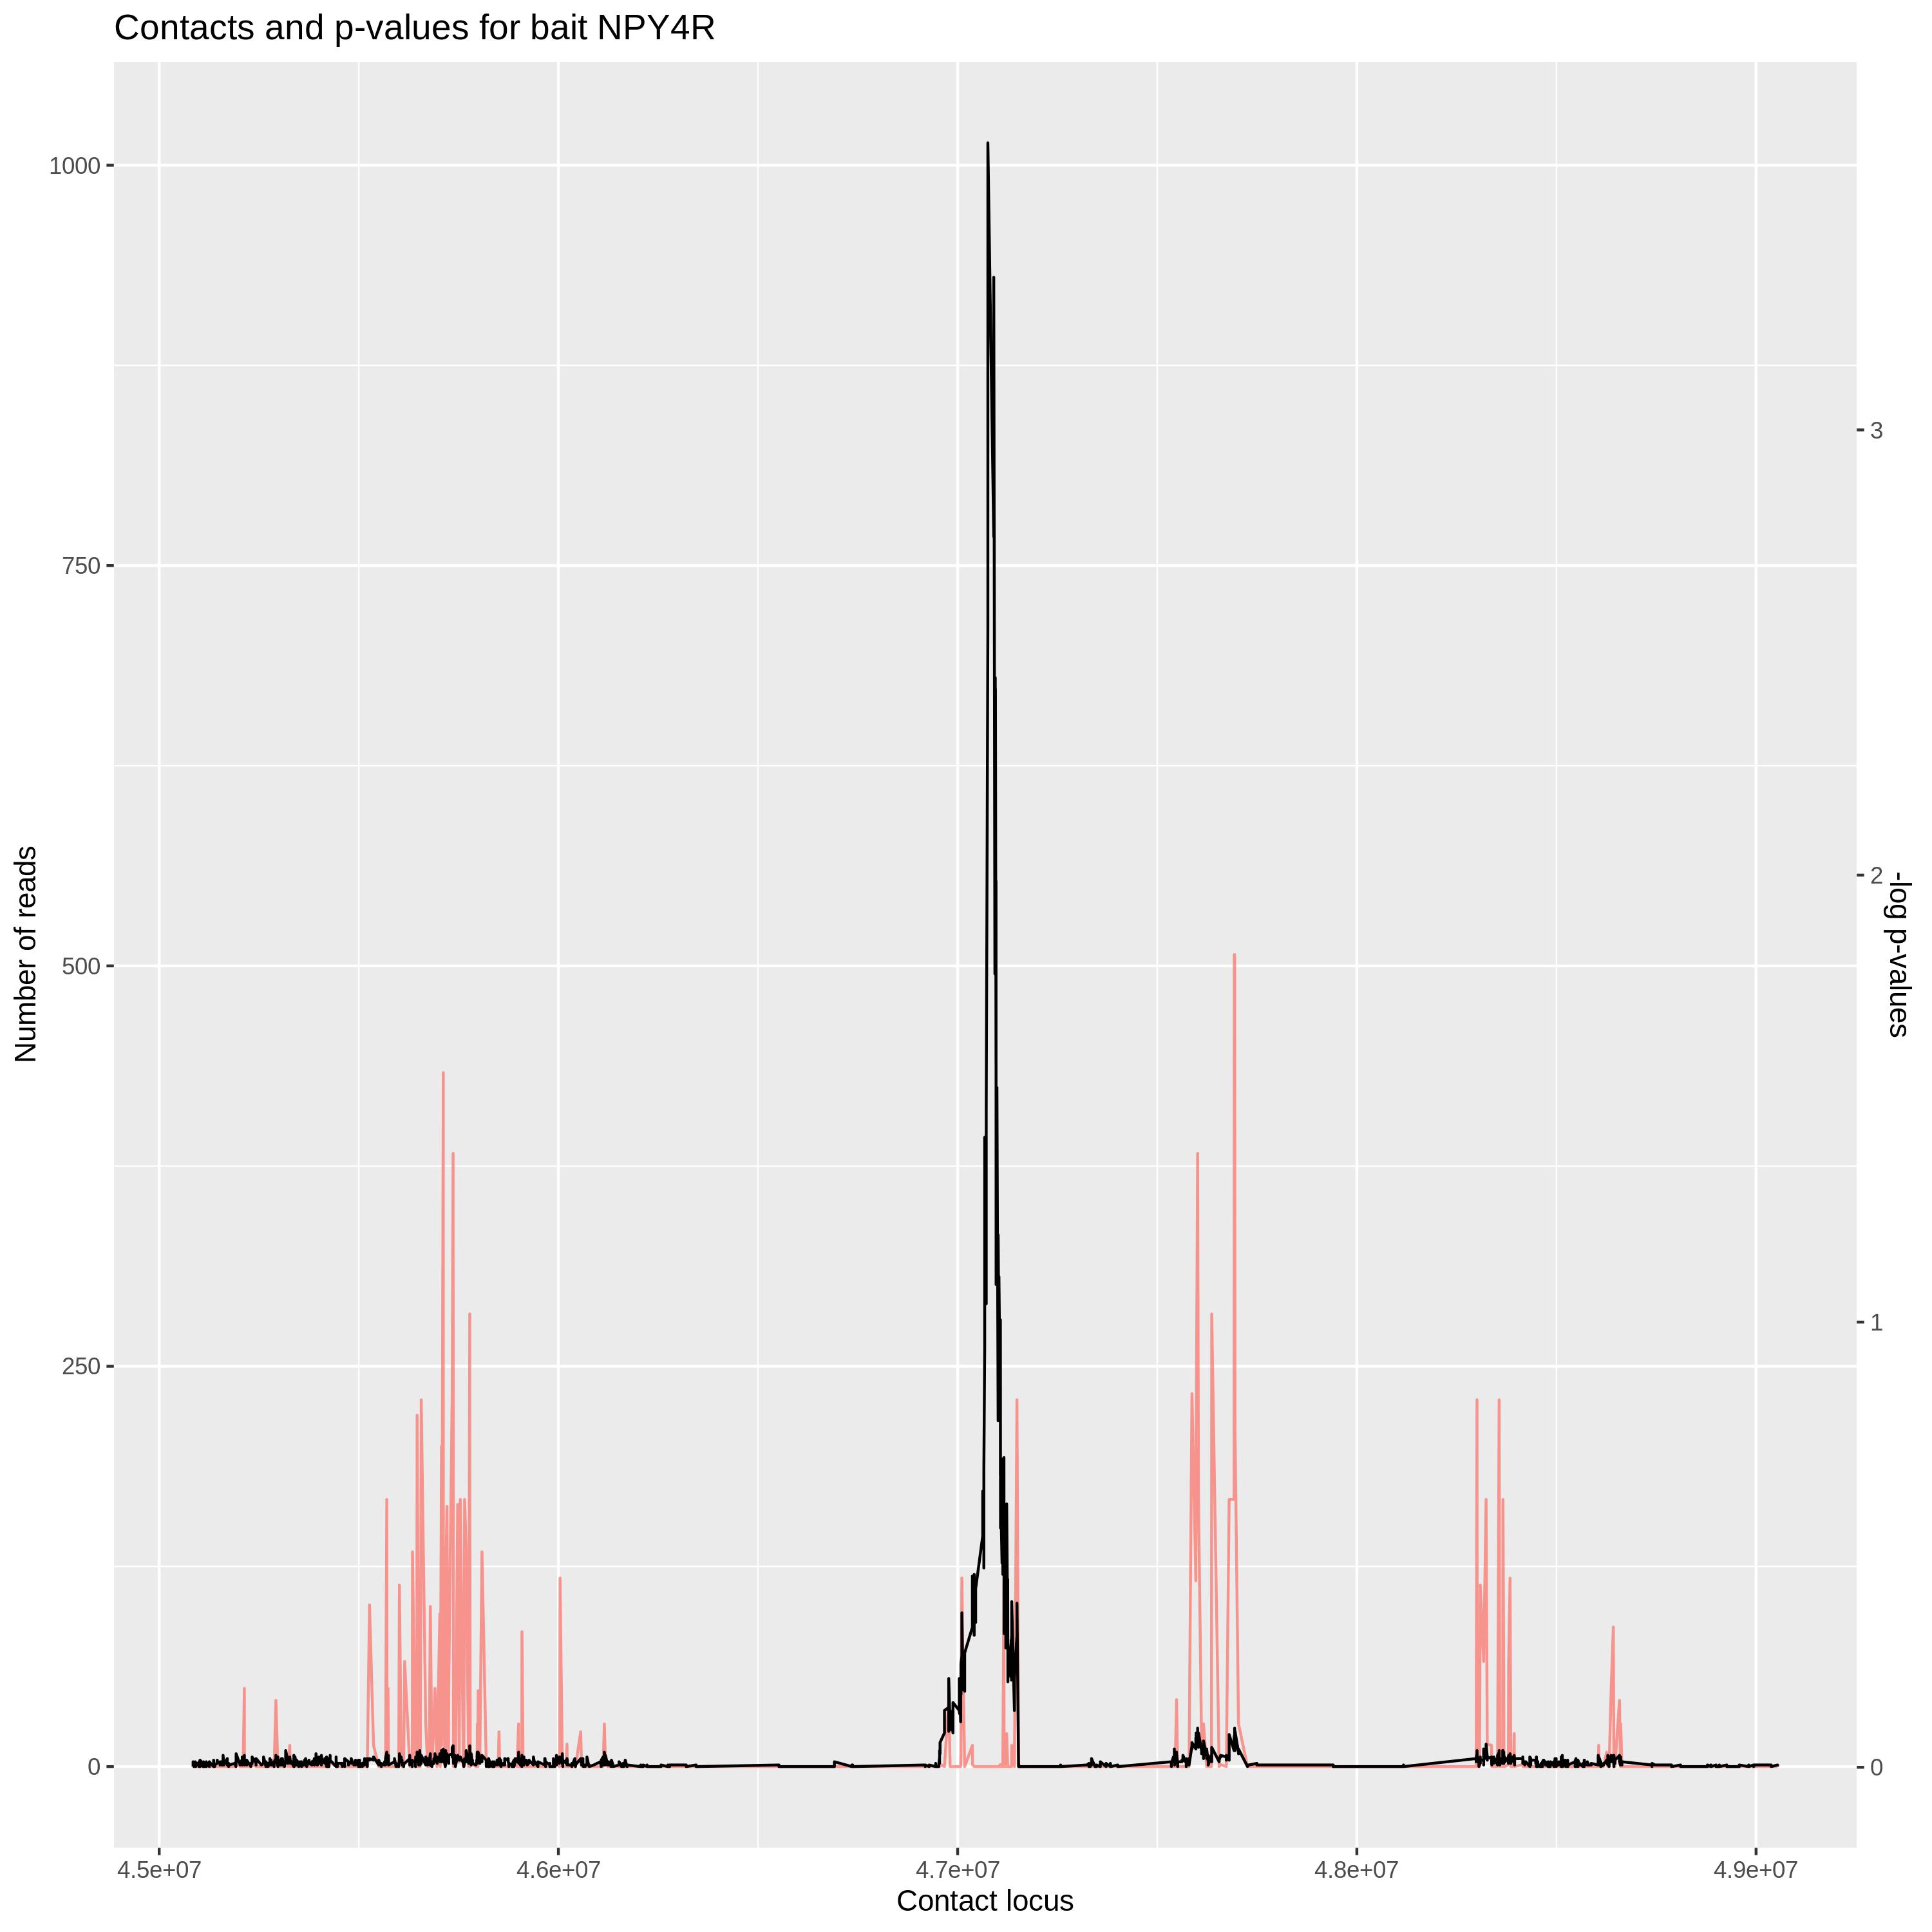 Contacts and p-values for bait NPY4R
1000
750
500
250
0
Number of reads
3
2
1
0
-log p-values
4.5e+07
4.6e+07
4.7e+07
4.8e+07
4.9e+07
Contact locus